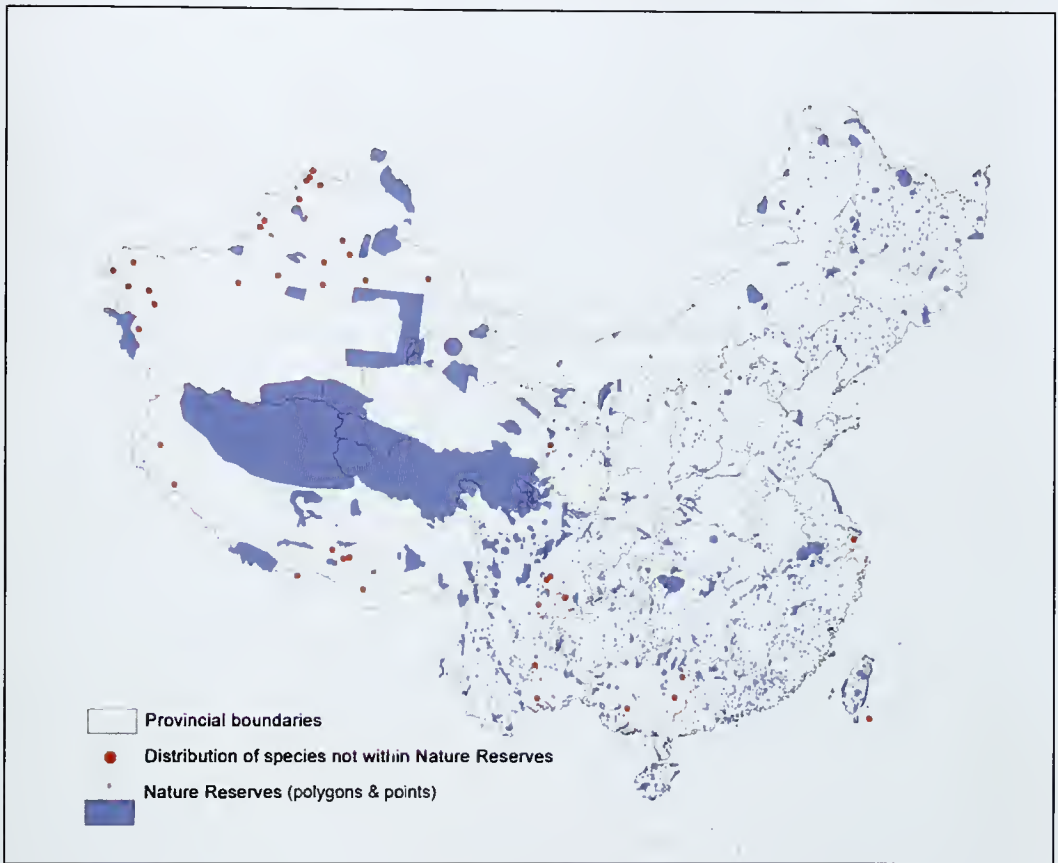 Provincial boundaries
Distribution of species not within Nature Reserves
Nature Reserves (polygons & points)